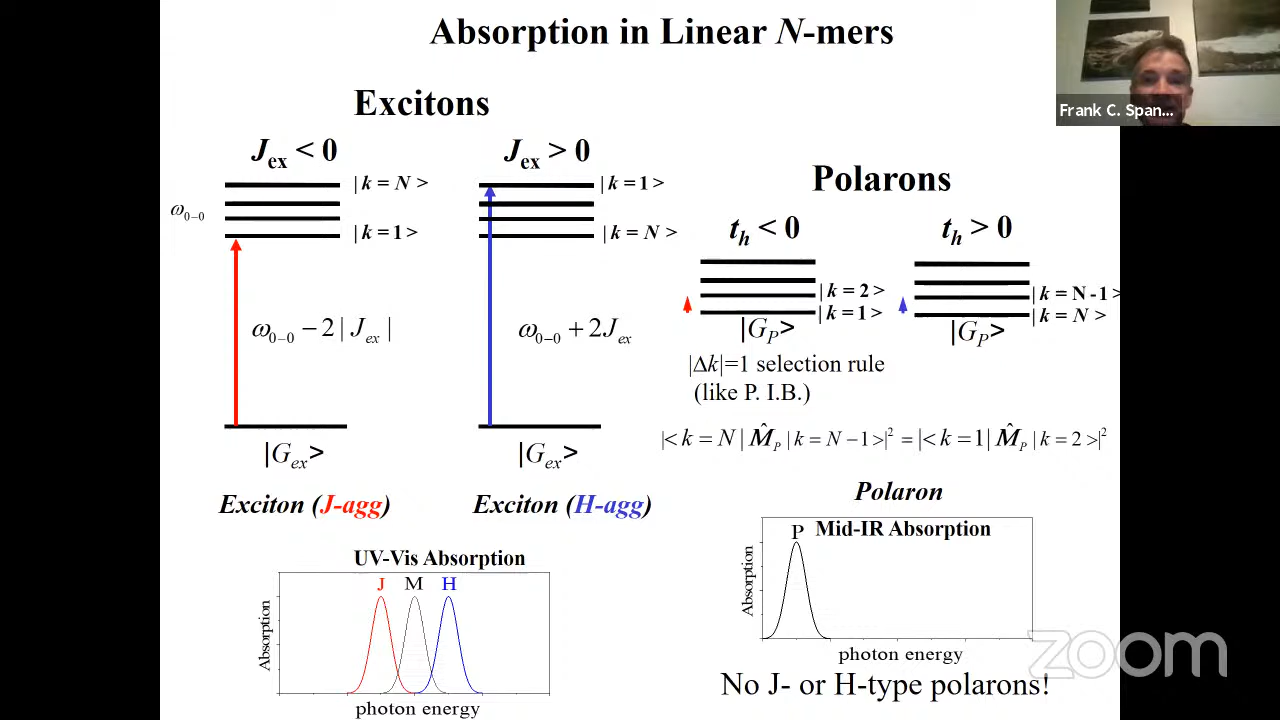 Absorption in Linear N-mers
Frank C. Span...
Excitons
J_ex < 0
J_ex > 0
| k = N >
| k = 1 >
ω_0−0
| k = 1 >
| k = N >
ω_0−0 − 2 | J_ex |
ω_0−0 + 2J_ex
|G_ex>
|G_ex>
Exciton (J-agg)
Exciton (H-agg)
UV-Vis Absorption
J M H
Absorption
photon energy
Polarons
t_h < 0
t_h > 0
| k = 2 >
| k = 1 >
| k = N - 1 >
| k = N >
|G_P>
|G_P>
|Δk|=1 selection rule
(like P. I.B.)
|< k = N | M̂_P | k = N −1 >|² = |< k = 1 | M̂_P | k = 2 >|²
Polaron
P Mid-IR Absorption
Absorption
photon energy
No J- or H-type polarons!
zoom